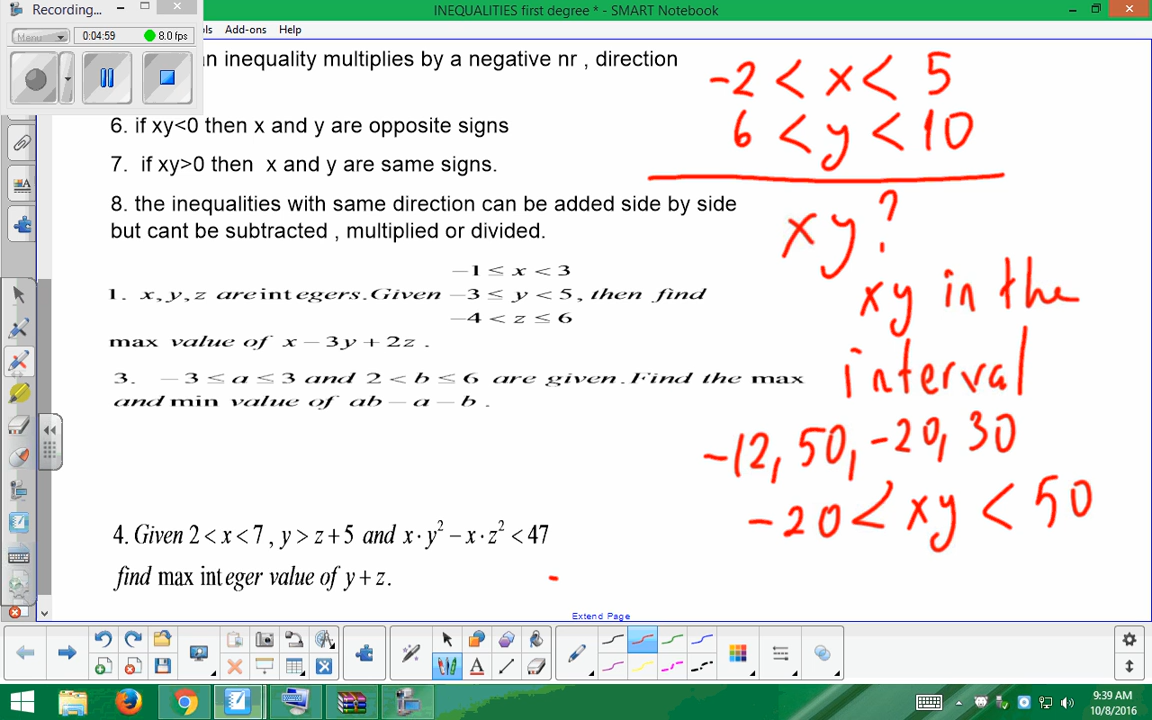 Recording...
INEQUALITIES first degree * - SMART Notebook
Menu
0:04:59
8.0 fps
ols Add-ons Help
an inequality multiplies by a negative nr , direction
6. if xy<0 then x and y are opposite signs
7. if xy>0 then x and y are same signs.
8. the inequalities with same direction can be added side by side
but cant be subtracted , multiplied or divided.
−1 ≤ x < 3
1. x, y, z are integers.Given −3 ≤ y < 5, then find
−4 < z ≤ 6
max value of x − 3y + 2z .
3. −3 ≤ a ≤ 3 and 2 < b ≤ 6 are given.Find the max
and min value of ab − a − b .
4. Given 2 < x < 7 , y > z + 5 and x · y² − x · z² < 47
find max int eger value of y + z.
-2 < x < 5
6 < y < 10
xy?
xy in the
interval
-12, 50, -20, 30
-20 < xy < 50
Extend Page
9:39 AM
10/8/2016